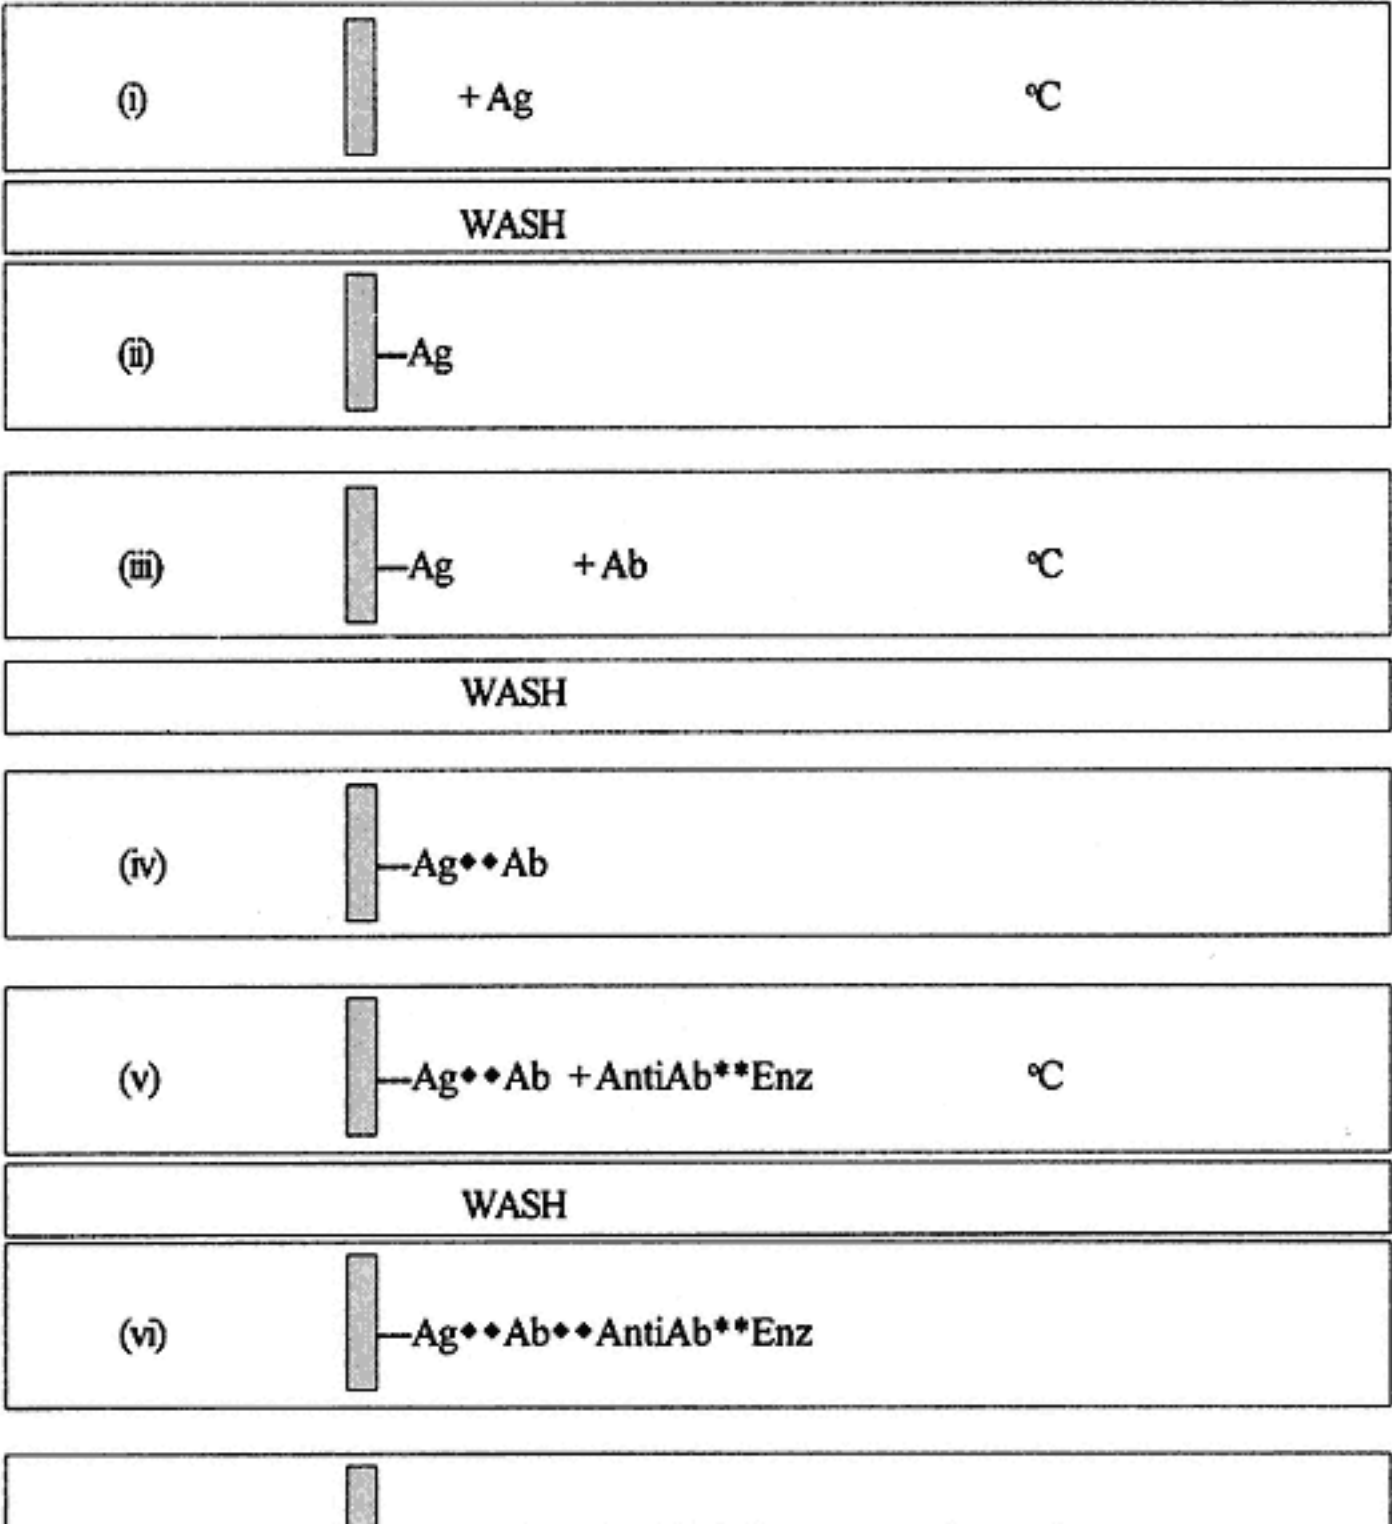 (i) +Ag °C
WASH
(ii) Ag
(iii) Ag +Ab °C
WASH
(iv) Ag◆◆Ab
(v) Ag◆◆Ab +AntiAb**Enz °C
WASH
(vi) Ag◆◆Ab◆◆AntiAb**Enz